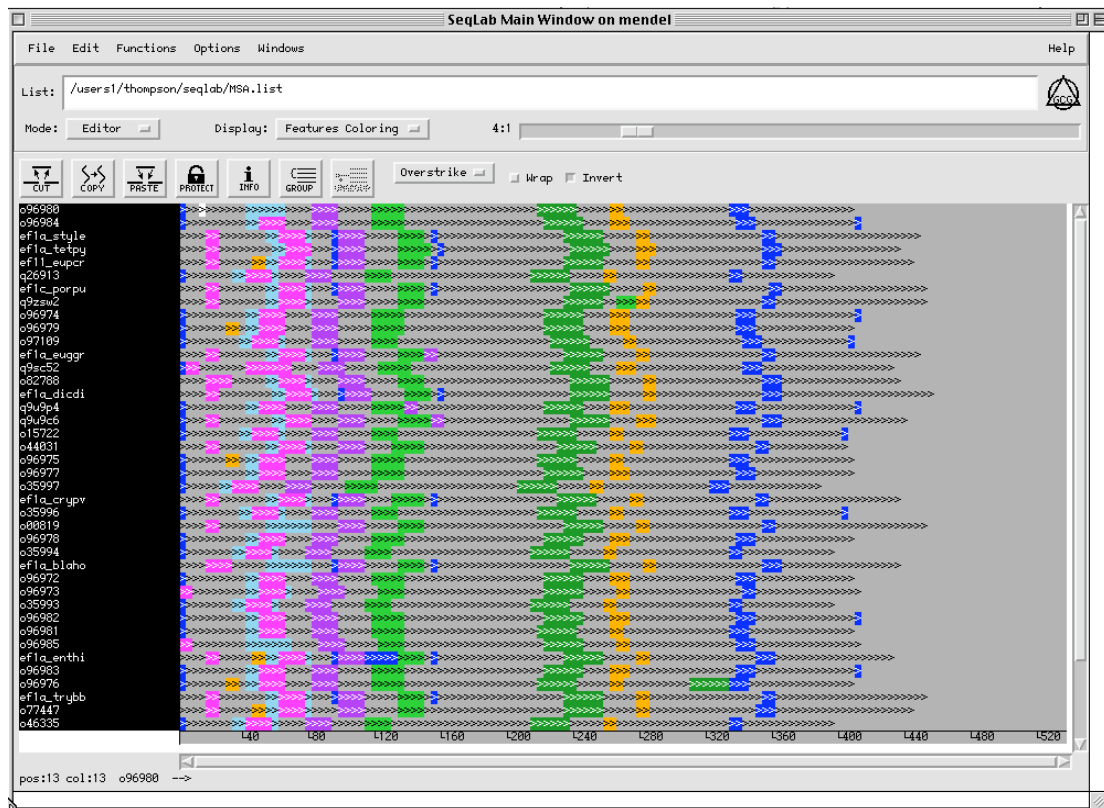 SeqLab Main Window on mendel
File Edit Functions Options Windows Help
List: /users1/thompson/seqlab/MSA.list
GCG
Mode: Editor Display: Features Coloring 4:1
CUT COPY PASTE PROTECT INFO GROUP Overstrike Wrap Invert
o96980
o96984
ef1a_style
ef1a_tetpy
ef11_eupcr
q26913
ef1c_porpu
q9zsw2
o96974
o96979
o97109
ef1a_euggr
q9sc52
o82788
ef1a_dicdi
q9u9p4
q9u9c6
o15722
o44031
o96975
o96977
o35997
ef1a_crypv
o35996
o00819
o96978
o35994
ef1a_blaho
o96972
o96973
o35993
o96982
o96981
o96985
ef1a_enthi
o96983
o96976
ef1a_trybb
o77447
o46335
40 80 120 160 200 240 280 320 360 400 440 480 520
pos:13 col:13 o96980 -->